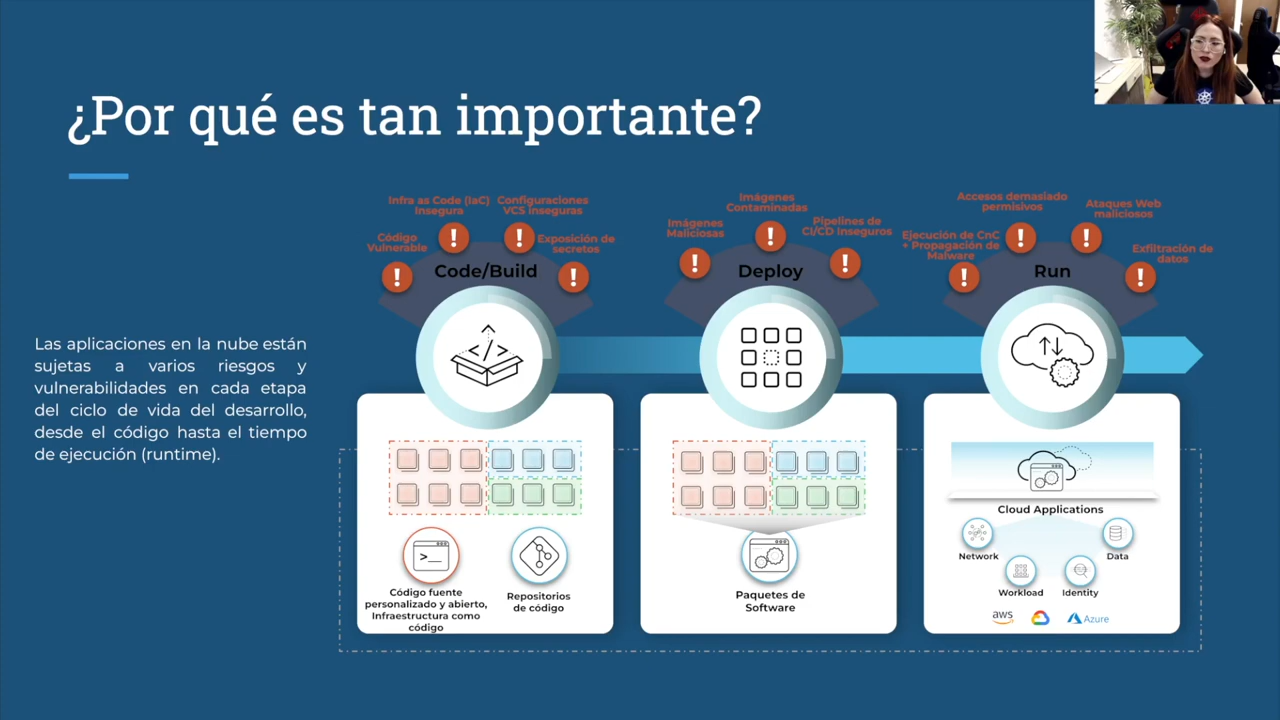 ¿Por qué es tan importante?
Las aplicaciones en la nube están
sujetas a varios riesgos y
vulnerabilidades en cada etapa
del ciclo de vida del desarrollo,
desde el código hasta el tiempo
de ejecución (runtime).
Infra as Code (IaC)
Insegura
Configuraciones
VCS inseguras
Código
Vulnerable
Exposición de
secretos
Code/Build
Código fuente
personalizado y abierto,
Infraestructura como
código
Repositorios
de código
Imágenes
Contaminadas
Imágenes
Maliciosas
Pipelines de
CI/CD Inseguros
Deploy
Paquetes de
Software
Accesos demasiado
permisivos
Ataques Web
maliciosos
Ejecución de CnC
+ Propagación de
Malware
Exfiltración de
datos
Run
Cloud Applications
Network
Data
Workload
Identity
aws
Azure